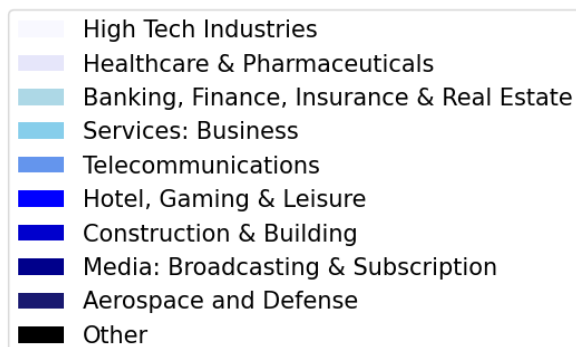 High Tech Industries
Healthcare & Pharmaceuticals
Banking, Finance, Insurance & Real Estate
Services: Business
Telecommunications
Hotel, Gaming & Leisure
Construction & Building
Media: Broadcasting & Subscription
Aerospace and Defense
Other